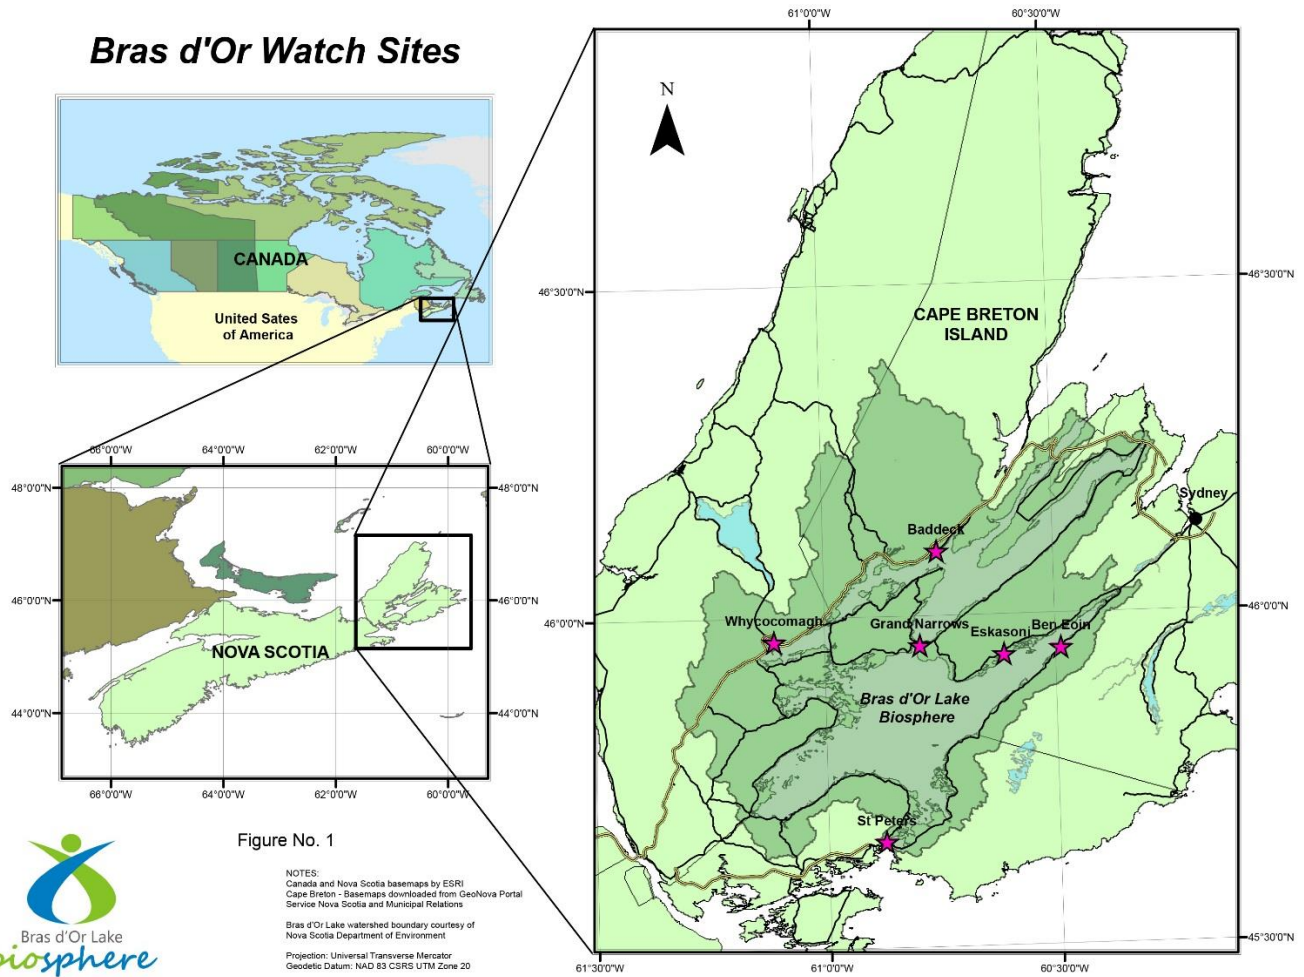 Bras d'Or Watch Sites
CANADA
United Sates
of America
66°0'0"W
64°0'0"W
62°0'0"W
60°0'0"W
48°0'0"N
48°0'0"N
46°0'0"N
46°0'0"N
44°0'0"N
44°0'0"N
NOVA SCOTIA
66°0'0"W
64°0'0"W
62°0'0"W
60°0'0"W
61°0'0"W
60°30'0"W
N
46°30'0"N
46°30'0"N
CAPE BRETON
ISLAND
Sydney
Baddeck
46°0'0"N
46°0'0"N
Whycocomagh
Grand Narrows
Eskasoni
Ben Eoin
Bras d'Or Lake
Biosphere
St Peters
45°30'0"N
61°30'0"W
61°0'0"W
60°30'0"W
Figure No. 1
NOTES:
Canada and Nova Scotia basemaps by ESRI
Cape Breton - Basemaps downloaded from GeoNova Portal
Service Nova Scotia and Municipal Relations
Bras d'Or Lake watershed boundary courtesy of
Nova Scotia Department of Environment
Projection: Universal Transverse Mercator
Geodetic Datum: NAD 83 CSRS UTM Zone 20
Bras d'Or Lake
biosphere